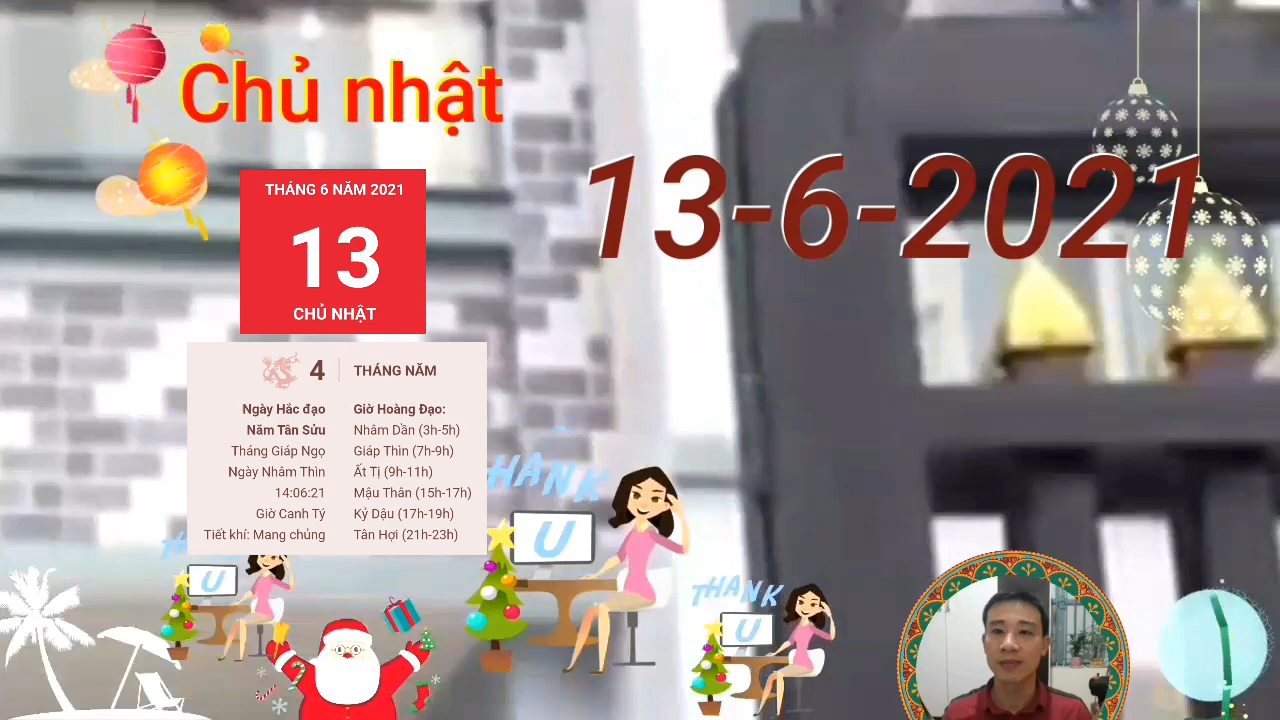 Chủ nhật
13-6-2021
THÁNG 6 NĂM 2021
13
CHỦ NHẬT
4 THÁNG NĂM
Ngày Hắc đạo
Năm Tân Sửu
Tháng Giáp Ngọ
Ngày Nhâm Thìn
14:06:21
Giờ Canh Tý
Tiết khí: Mang chủng
Giờ Hoàng Đạo:
Nhâm Dần (3h-5h)
Giáp Thìn (7h-9h)
Ất Tị (9h-11h)
Mậu Thân (15h-17h)
Kỷ Dậu (17h-19h)
Tân Hợi (21h-23h)
HANK
U
U
THANK
U